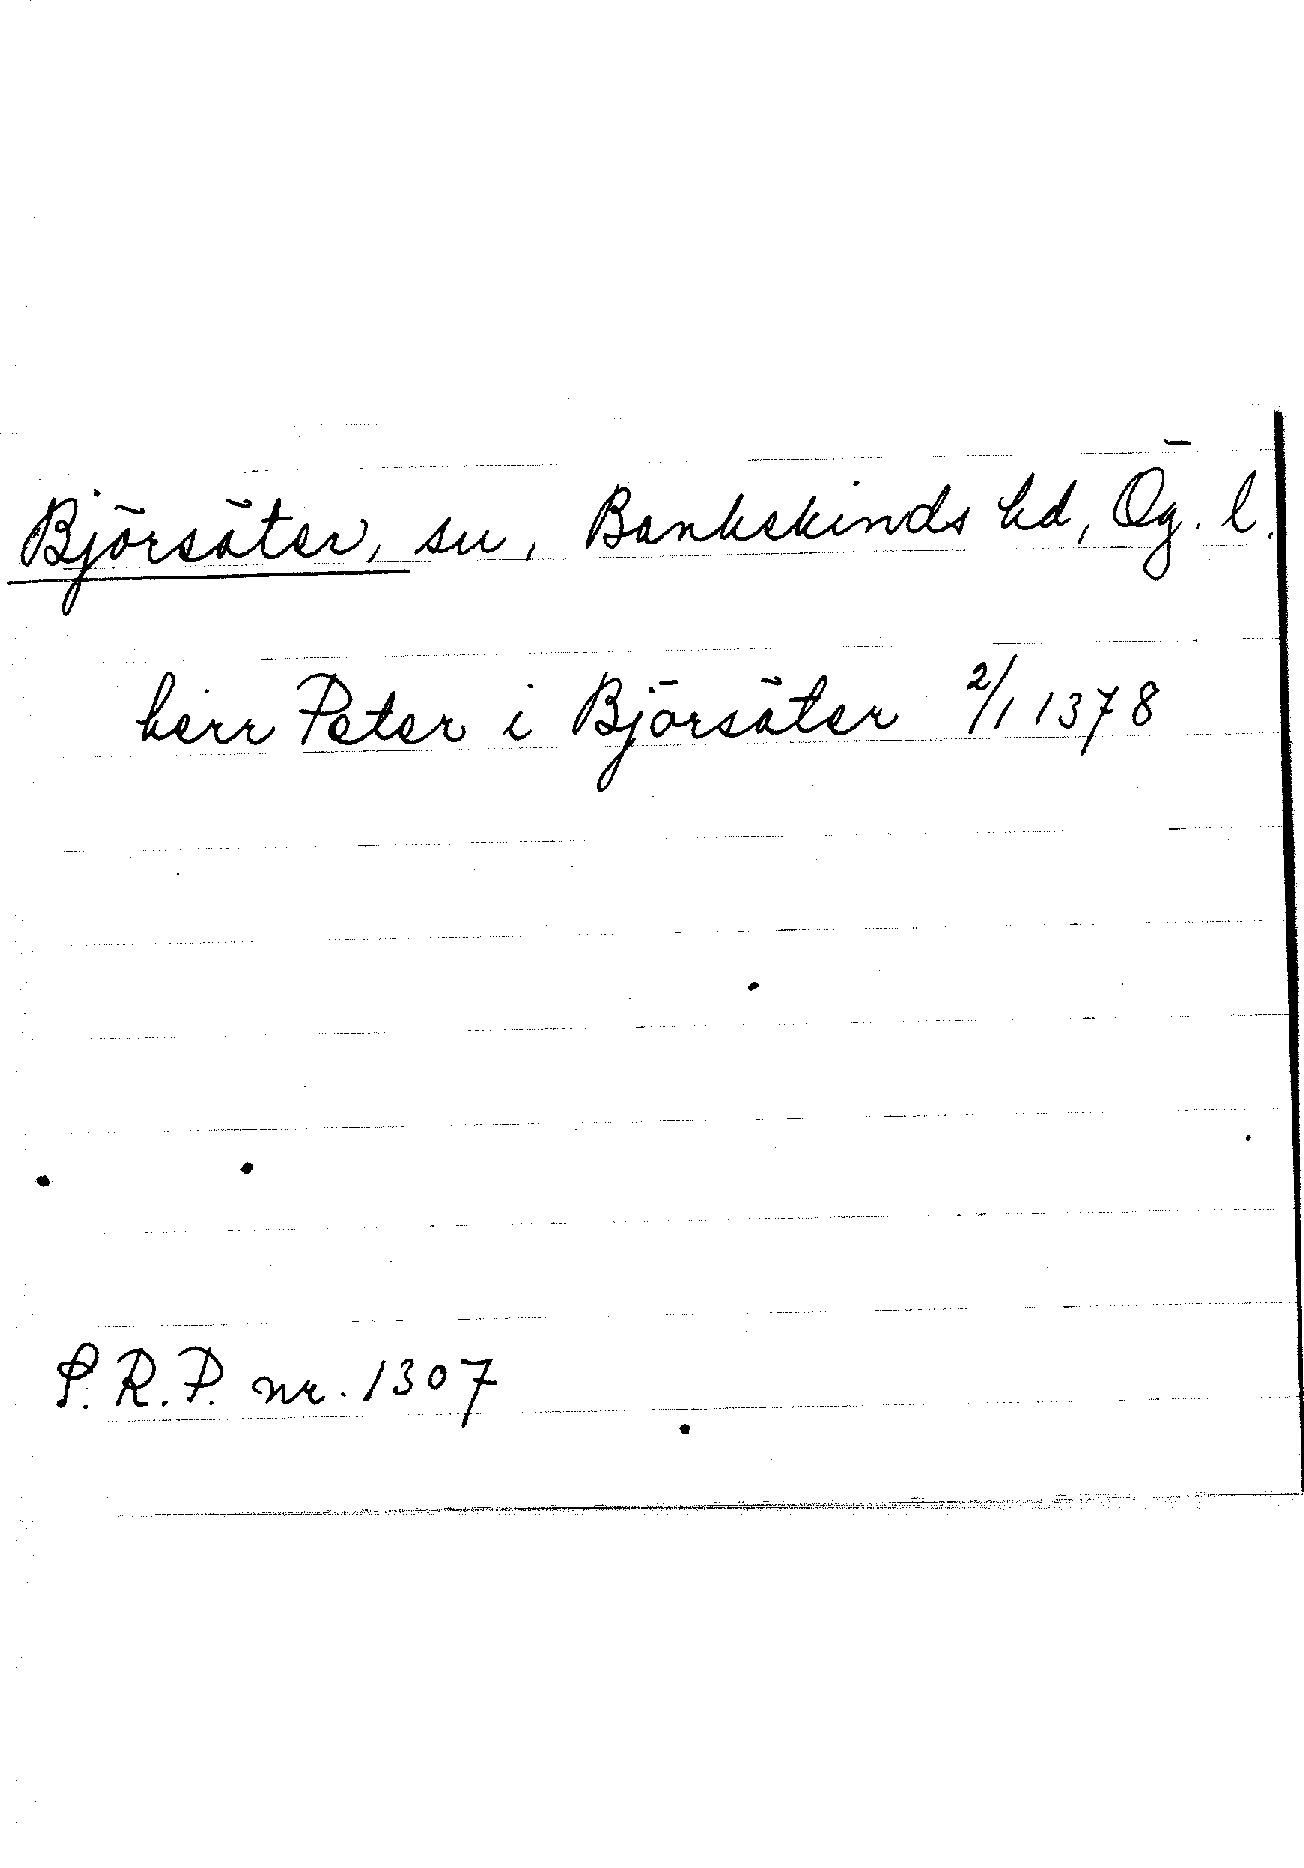 Björsäter, sn, Bankekinds hd, Ög. l.
herr Peter i Björsäter 2/1 1378
S.R.P. nr. 1307